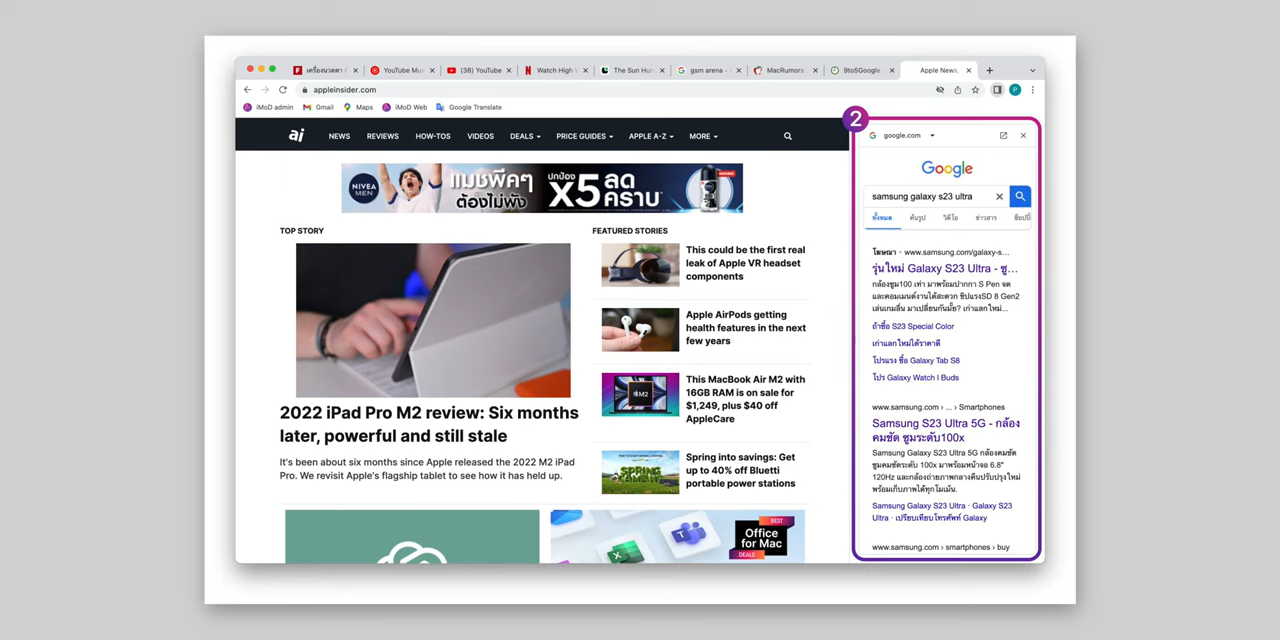 เครื่องนวดตา F
YouTube Mus
(38) YouTube
Watch High
The Sun Hun
gsm arena -
MacRumors:
9to5Google
Apple News,
appleinsider.com
P
iMoD admin
Gmail
Maps
iMoD Web
Google Translate
ai
NEWS
REVIEWS
HOW-TOS
VIDEOS
DEALS
PRICE GUIDES
APPLE A-Z
MORE
NIVEA
MEN
แมชพีคๆ
ต้องไม่พัง
ปกป้อง
X5
ลด
คราบ
TOP STORY
2022 iPad Pro M2 review: Six months
later, powerful and still stale
It's been about six months since Apple released the 2022 M2 iPad
Pro. We revisit Apple's flagship tablet to see how it has held up.
FEATURED STORIES
This could be the first real
leak of Apple VR headset
components
Apple AirPods getting
health features in the next
few years
M2
This MacBook Air M2 with
16GB RAM is on sale for
$1,249, plus $40 off
AppleCare
SPRING
Spring into savings: Get
up to 40% off Bluetti
portable power stations
BEST
Office
for Mac
DEALS
2
google.com
Google
samsung galaxy s23 ultra
ทั้งหมด
ค้นรูป
วิดีโอ
ข่าวสาร
ช็อปปิ้
โฆษณา · www.samsung.com/galaxy-s...
รุ่นใหม่ Galaxy S23 Ultra - ซู...
กล้องซูม100 เท่า มาพร้อมปากกา S Pen จด
และคอมเมนต์งานได้สะดวก ชิปแรงSD 8 Gen2
เล่นเกมลื่น มาเปลี่ยนกันมั้ย? เก่าแลกใหม่...
ถ้าซื้อ S23 Special Color
เก่าแลกใหม่ได้ราคาดี
โปรแรง ซื้อ Galaxy Tab S8
โปร Galaxy Watch l Buds
www.samsung.com › ... › Smartphones
Samsung S23 Ultra 5G - กล้อง
คมชัด ซูมระดับ100x
Samsung Galaxy S23 Ultra 5G กล้องคมชัด
ซูมคมชัดระดับ 100x มาพร้อมหน้าจอ 6.8"
120Hz และกล้องถ่ายภาพกลางคืนปรับปรุงใหม่
พร้อมเก็บภาพได้ทุกโมเม้น.
Samsung Galaxy S23 Ultra · Galaxy S23
Ultra · เปรียบเทียบโทรศัพท์ Galaxy
www.samsung.com › smartphones › buy